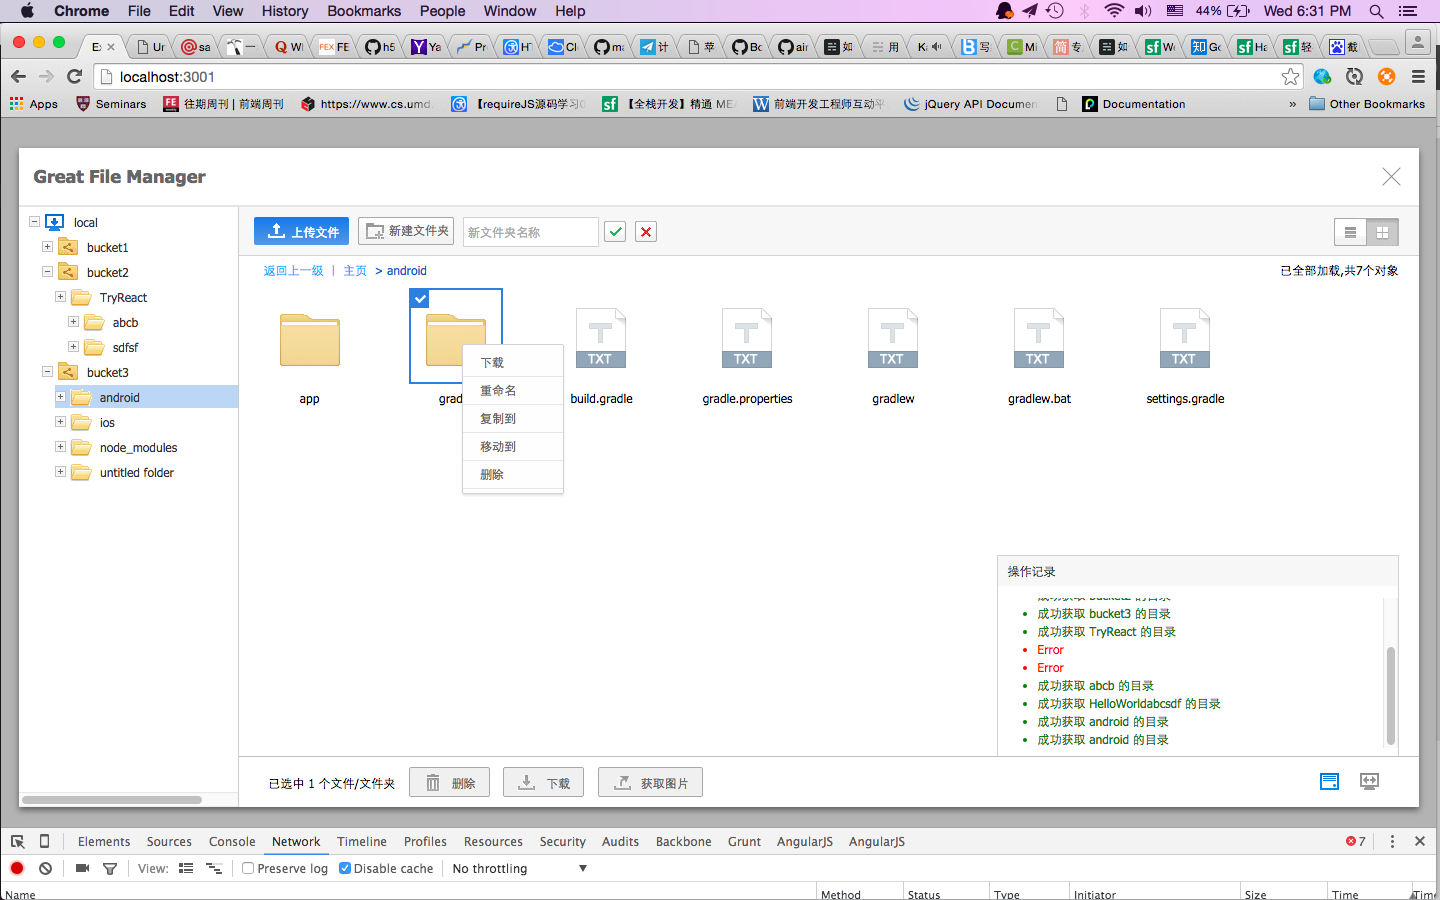 Chrome File Edit View History Bookmarks People Window Help 44% Wed 6:31 PM
localhost:3001
Apps Seminars 往期周刊 | 前端周刊 https://www.cs.umd. 【requireJS源码学习 【全栈开发】精通 ME 前端开发工程师互动平 jQuery API Documen Documentation » Other Bookmarks
Great File Manager
local
bucket1
bucket2
TryReact
abcb
sdfsf
bucket3
android
ios
node_modules
untitled folder
上传文件 新建文件夹 新文件夹名称
返回上一级 | 主页 > android 已全部加载,共7个对象
TXT TXT TXT TXT TXT
app grad build.gradle gradle.properties gradlew gradlew.bat settings.gradle
下载
重命名
复制到
移动到
删除
操作记录
成功获取 bucket2 的目录
成功获取 bucket3 的目录
成功获取 TryReact 的目录
Error
Error
成功获取 abcb 的目录
成功获取 HelloWorldabcsdf 的目录
成功获取 android 的目录
成功获取 android 的目录
已选中 1 个文件/文件夹 删除 下载 获取图片
Elements Sources Console Network Timeline Profiles Resources Security Audits Backbone Grunt AngularJS AngularJS 7
View: Preserve log Disable cache No throttling
Name Method Status Type Initiator Size Time